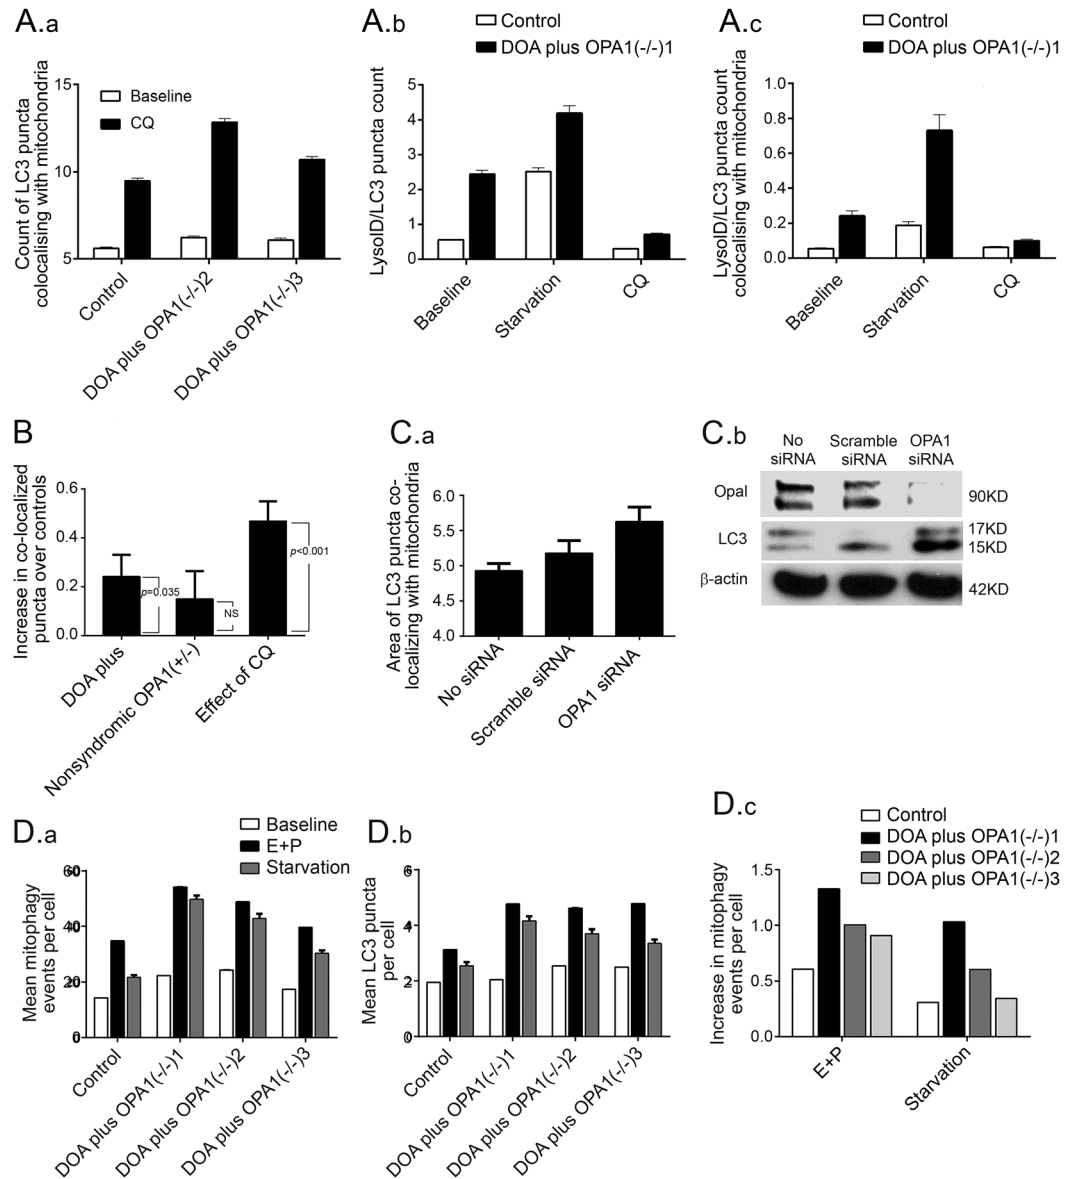 A.a
Count of LC3 puncta
colocalising with mitochondria
15
10
5
Baseline
CQ
Control
DOA plus OPA1(-/-)2
DOA plus OPA1(-/-)3
A.b
Control
DOA plus OPA1(-/-)1
LysoID/LC3 puncta count
5
4
3
2
1
0
Baseline
Starvation
CQ
A.c
Control
DOA plus OPA1(-/-)1
LysoID/LC3 puncta count
colocalising with mitochondria
1.0
0.8
0.6
0.4
0.2
0.0
Baseline
Starvation
CQ
B
Increase in co-localized
puncta over controls
0.6
0.4
0.2
0.0
p=0.035
NS
p<0.001
DOA plus
Nonsyndromic OPA1(+/-)
Effect of CQ
C.a
Area of LC3 puncta co-
localizing with mitochondria
6.0
5.5
5.0
4.5
4.0
No siRNA
Scramble siRNA
OPA1 siRNA
C.b
No
siRNA
Scramble
siRNA
OPA1
siRNA
Opal
90KD
LC3
17KD
15KD
β-actin
42KD
D.a
Baseline
E+P
Starvation
Mean mitophagy
events per cell
60
40
20
0
Control
DOA plus OPA1(-/-)1
DOA plus OPA1(-/-)2
DOA plus OPA1(-/-)3
D.b
Mean LC3 puncta
per cell
6
4
2
0
Control
DOA plus OPA1(-/-)1
DOA plus OPA1(-/-)2
DOA plus OPA1(-/-)3
D.c
Control
DOA plus OPA1(-/-)1
DOA plus OPA1(-/-)2
DOA plus OPA1(-/-)3
Increase in mitophagy
events per cell
1.5
1.0
0.5
0.0
E+P
Starvation